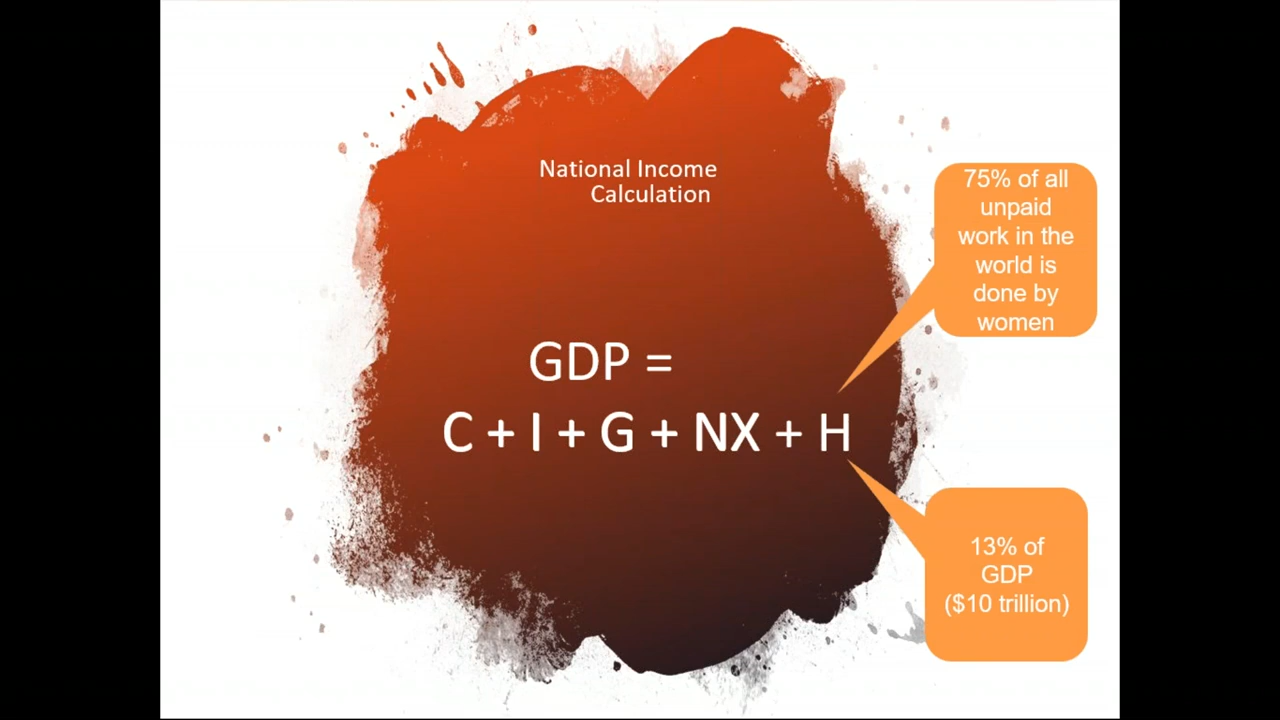 National Income
Calculation
GDP =
C + I + G + NX + H
75% of all
unpaid
work in the
world is
done by
women
13% of
GDP
($10 trillion)